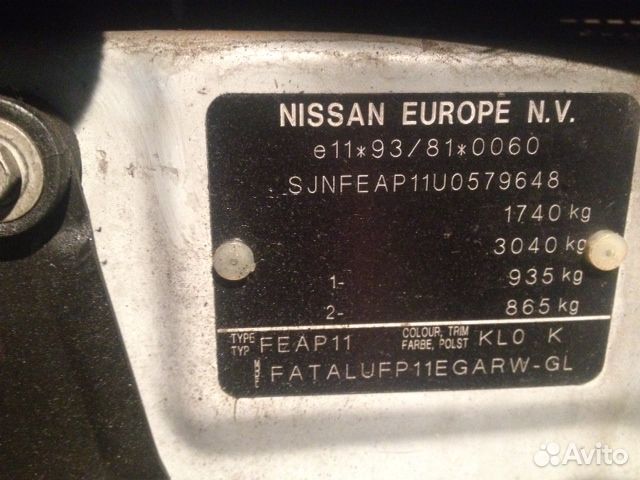 NISSAN EUROPE N.V.
e11*93/81*0060
SJNFEAP11U0579648
1740 kg
3040 kg
1- 935 kg
2- 865 kg
TYPE TYP FEAP11 COLOUR, TRIM FARBE, POLST KL0 K
FATALUFP11EGARW-GL
Avito